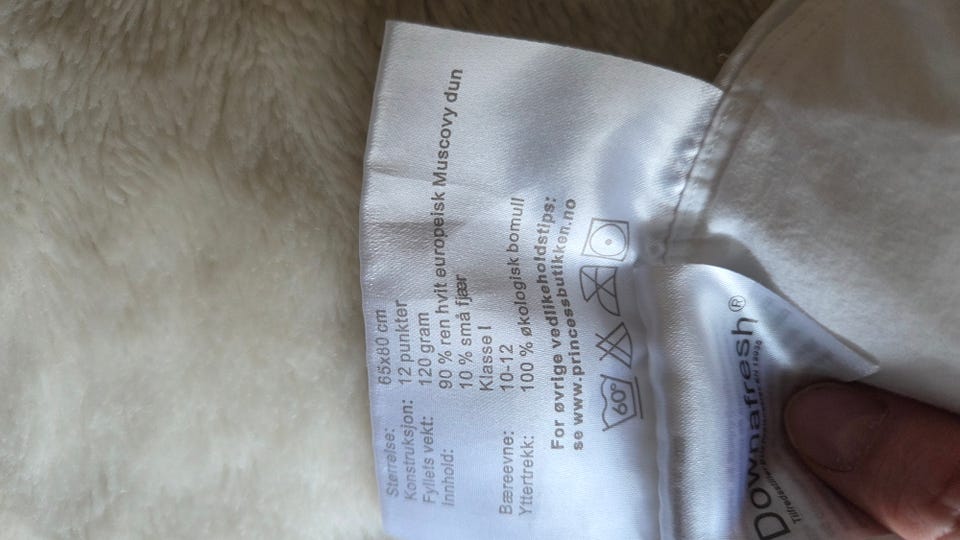 Størrelse: 65x80 cm
Konstruksjon: 12 punkter
Fyllets vekt: 120 gram
Innhold: 90 % ren hvit europeisk Muscovy dun
10 % små fjær
Klasse I
Bæreevne: 10-12
Yttertrekk: 100 % økologisk bomull
For øvrige vedlikeholdstips:
se www.princessbutikken.no
60°
Downafresh®